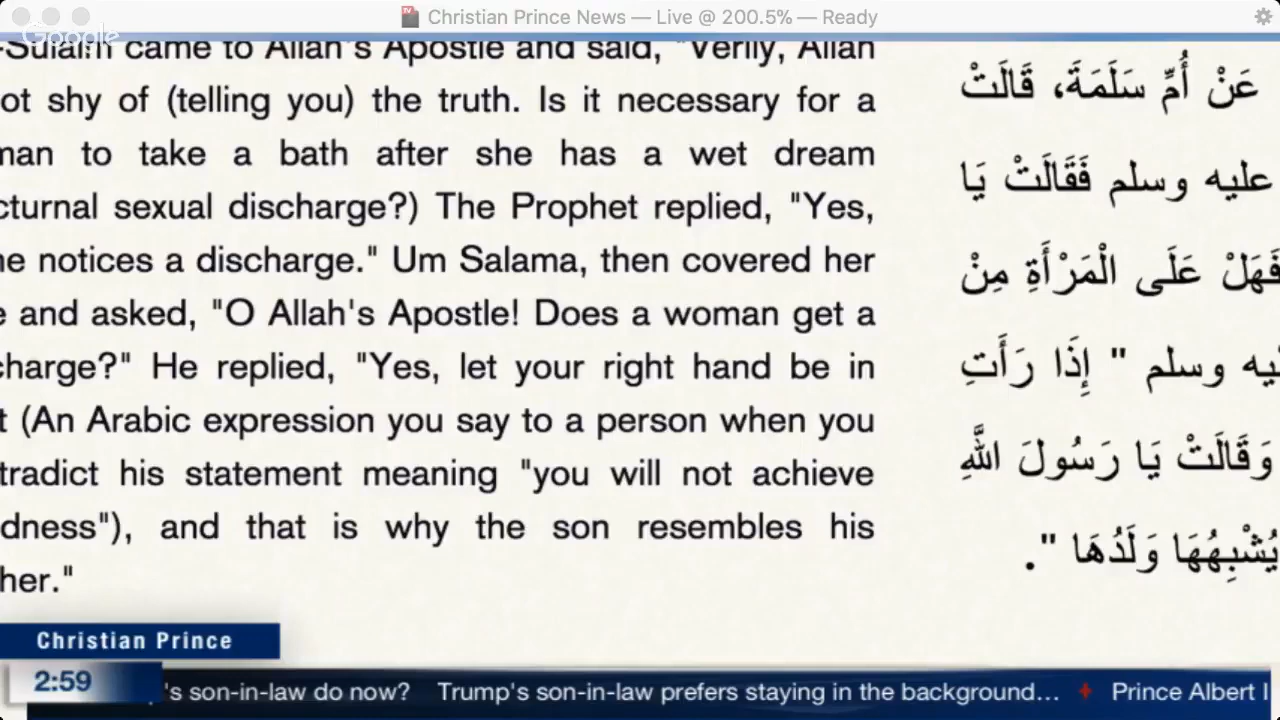 Christian Prince News — Live @ 200.5% — Ready
Google
-Sulaim came to Allah's Apostle and said, "Verily, Allah
ot shy of (telling you) the truth. Is it necessary for a
man to take a bath after she has a wet dream
cturnal sexual discharge?) The Prophet replied, "Yes,
ne notices a discharge." Um Salama, then covered her
e and asked, "O Allah's Apostle! Does a woman get a
charge?" He replied, "Yes, let your right hand be in
t (An Arabic expression you say to a person when you
tradict his statement meaning "you will not achieve
dness"), and that is why the son resembles his
her."
عَنْ أُمِّ سَلَمَةَ، قَالَتْ
عليه وسلم فَقَالَتْ يَا
فَهَلْ عَلَى الْمَرْأَةِ مِنْ
يه وسلم " إِذَا رَأَتِ
وَقَالَتْ يَا رَسُولَ اللَّهِ
يُشْبِهُهَا وَلَدُهَا ".
Christian Prince
2:59
's son-in-law do now? Trump's son-in-law prefers staying in the background... Prince Albert I